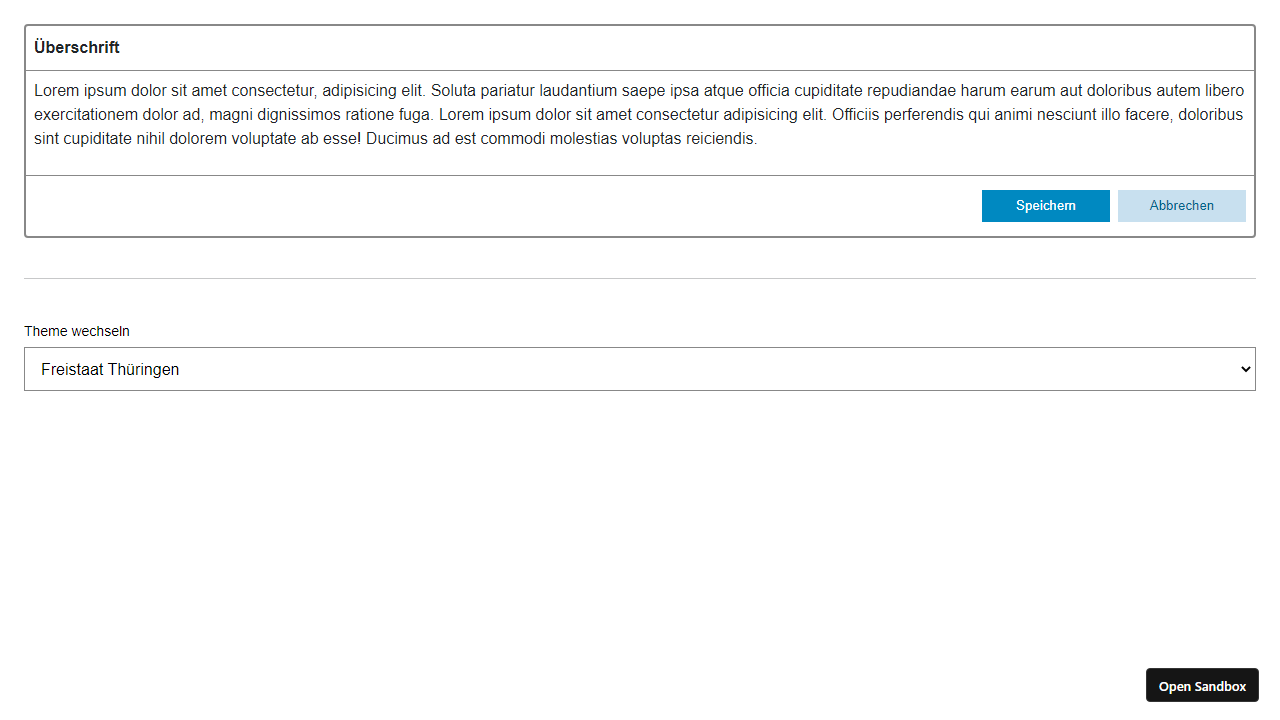 Überschrift
Lorem ipsum dolor sit amet consectetur, adipisicing elit. Soluta pariatur laudantium saepe ipsa atque officia cupiditate repudiandae harum earum aut doloribus autem libero
exercitationem dolor ad, magni dignissimos ratione fuga. Lorem ipsum dolor sit amet consectetur adipisicing elit. Officiis perferendis qui animi nesciunt illo facere, doloribus
sint cupiditate nihil dolorem voluptate ab esse! Ducimus ad est commodi molestias voluptas reiciendis.
Speichern Abbrechen
Theme wechseln
Freistaat Thüringen
Open Sandbox